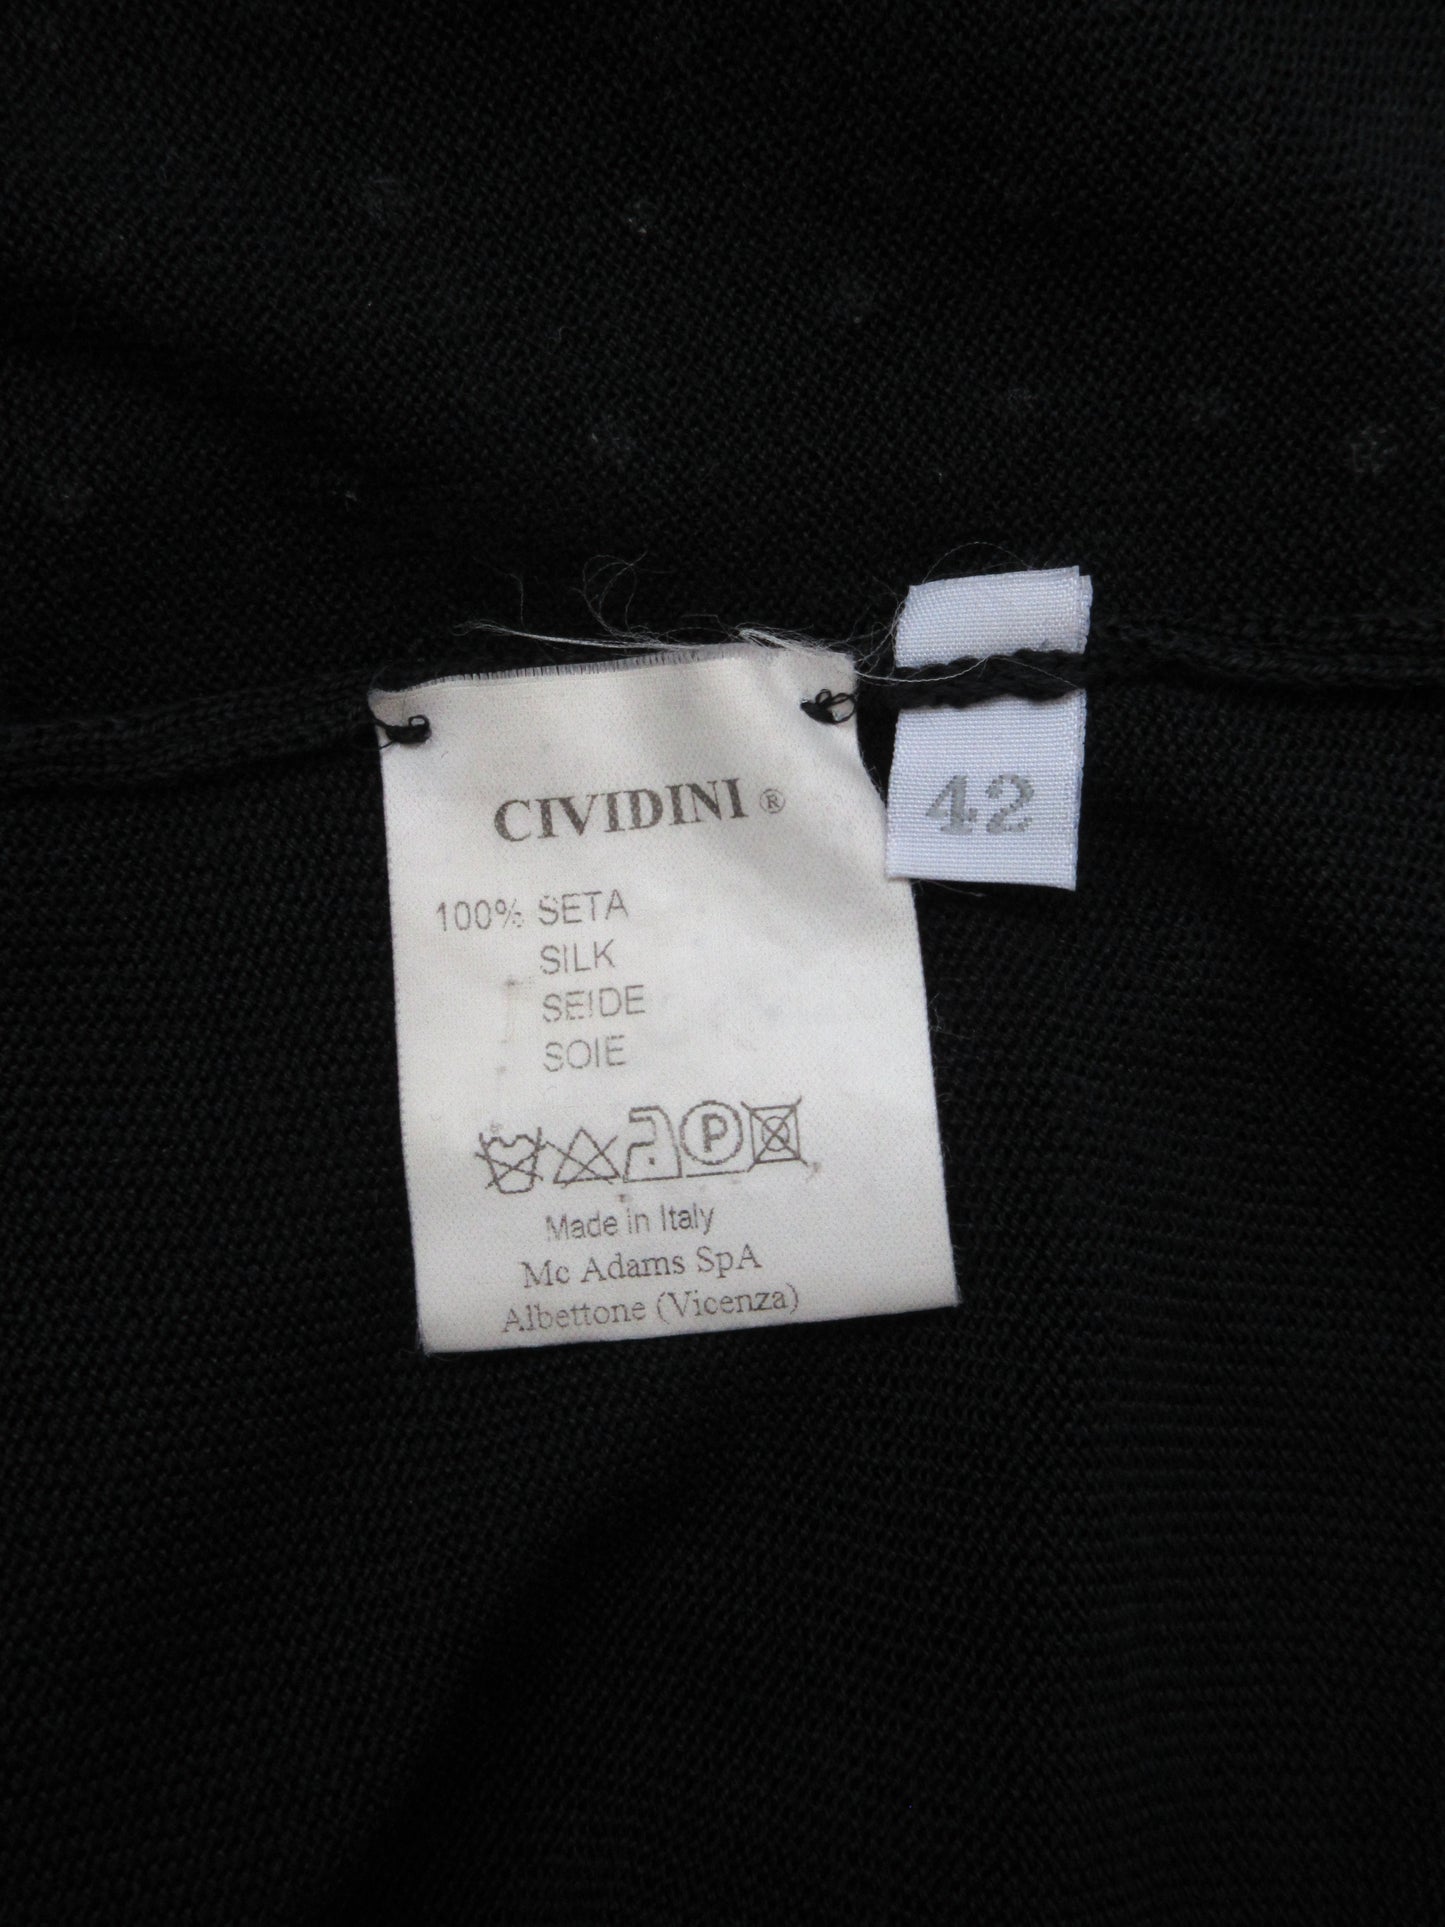 CIVIDINI ®
42
100% SETA
SILK
SEIDE
SOIE
P
Made in Italy
Mc Adams SpA
Albettone (Vicenza)